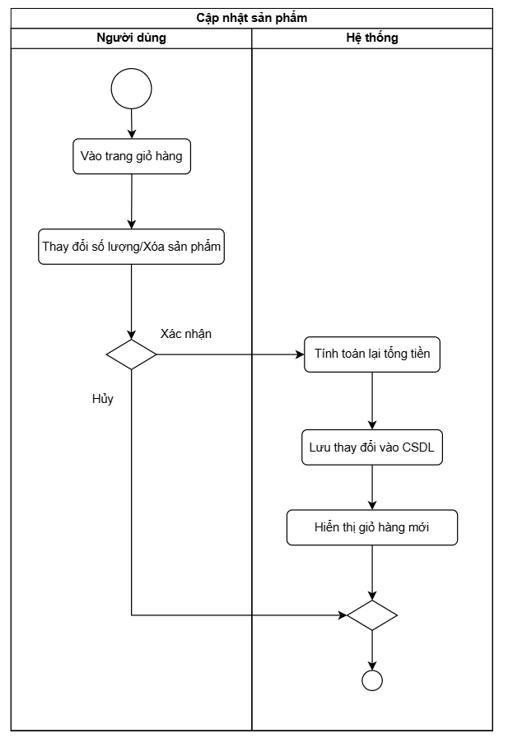 Cập nhật sản phẩm
Người dùng
Hệ thống
Vào trang giỏ hàng
Thay đổi số lượng/Xóa sản phẩm
Xác nhận
Tính toán lại tổng tiền
Hủy
Lưu thay đổi vào CSDL
Hiển thị giỏ hàng mới